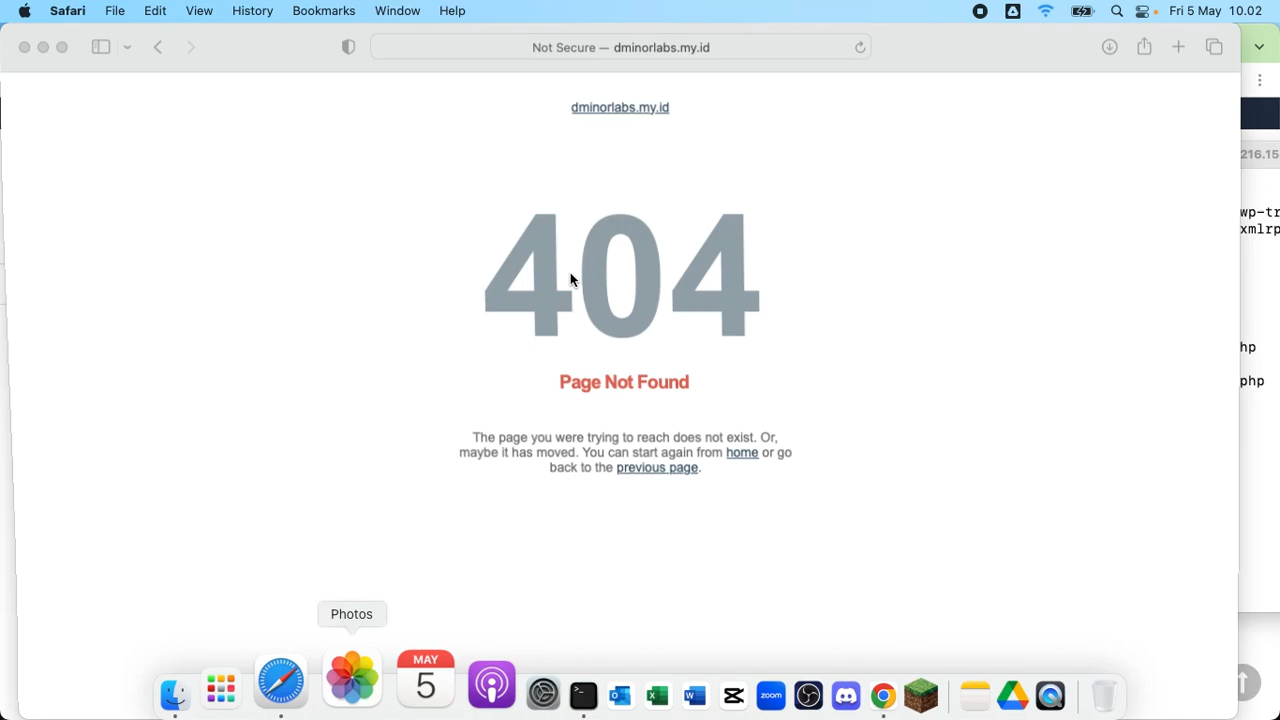 Safari File Edit View History Bookmarks Window Help Fri 5 May 10.02
Not Secure — dminorlabs.my.id
dminorlabs.my.id
216.15
wp-tr
xmlrp
404
hp
Page Not Found
php
The page you were trying to reach does not exist. Or,
maybe it has moved. You can start again from home or go
back to the previous page.
Photos
MAY
5
zoom